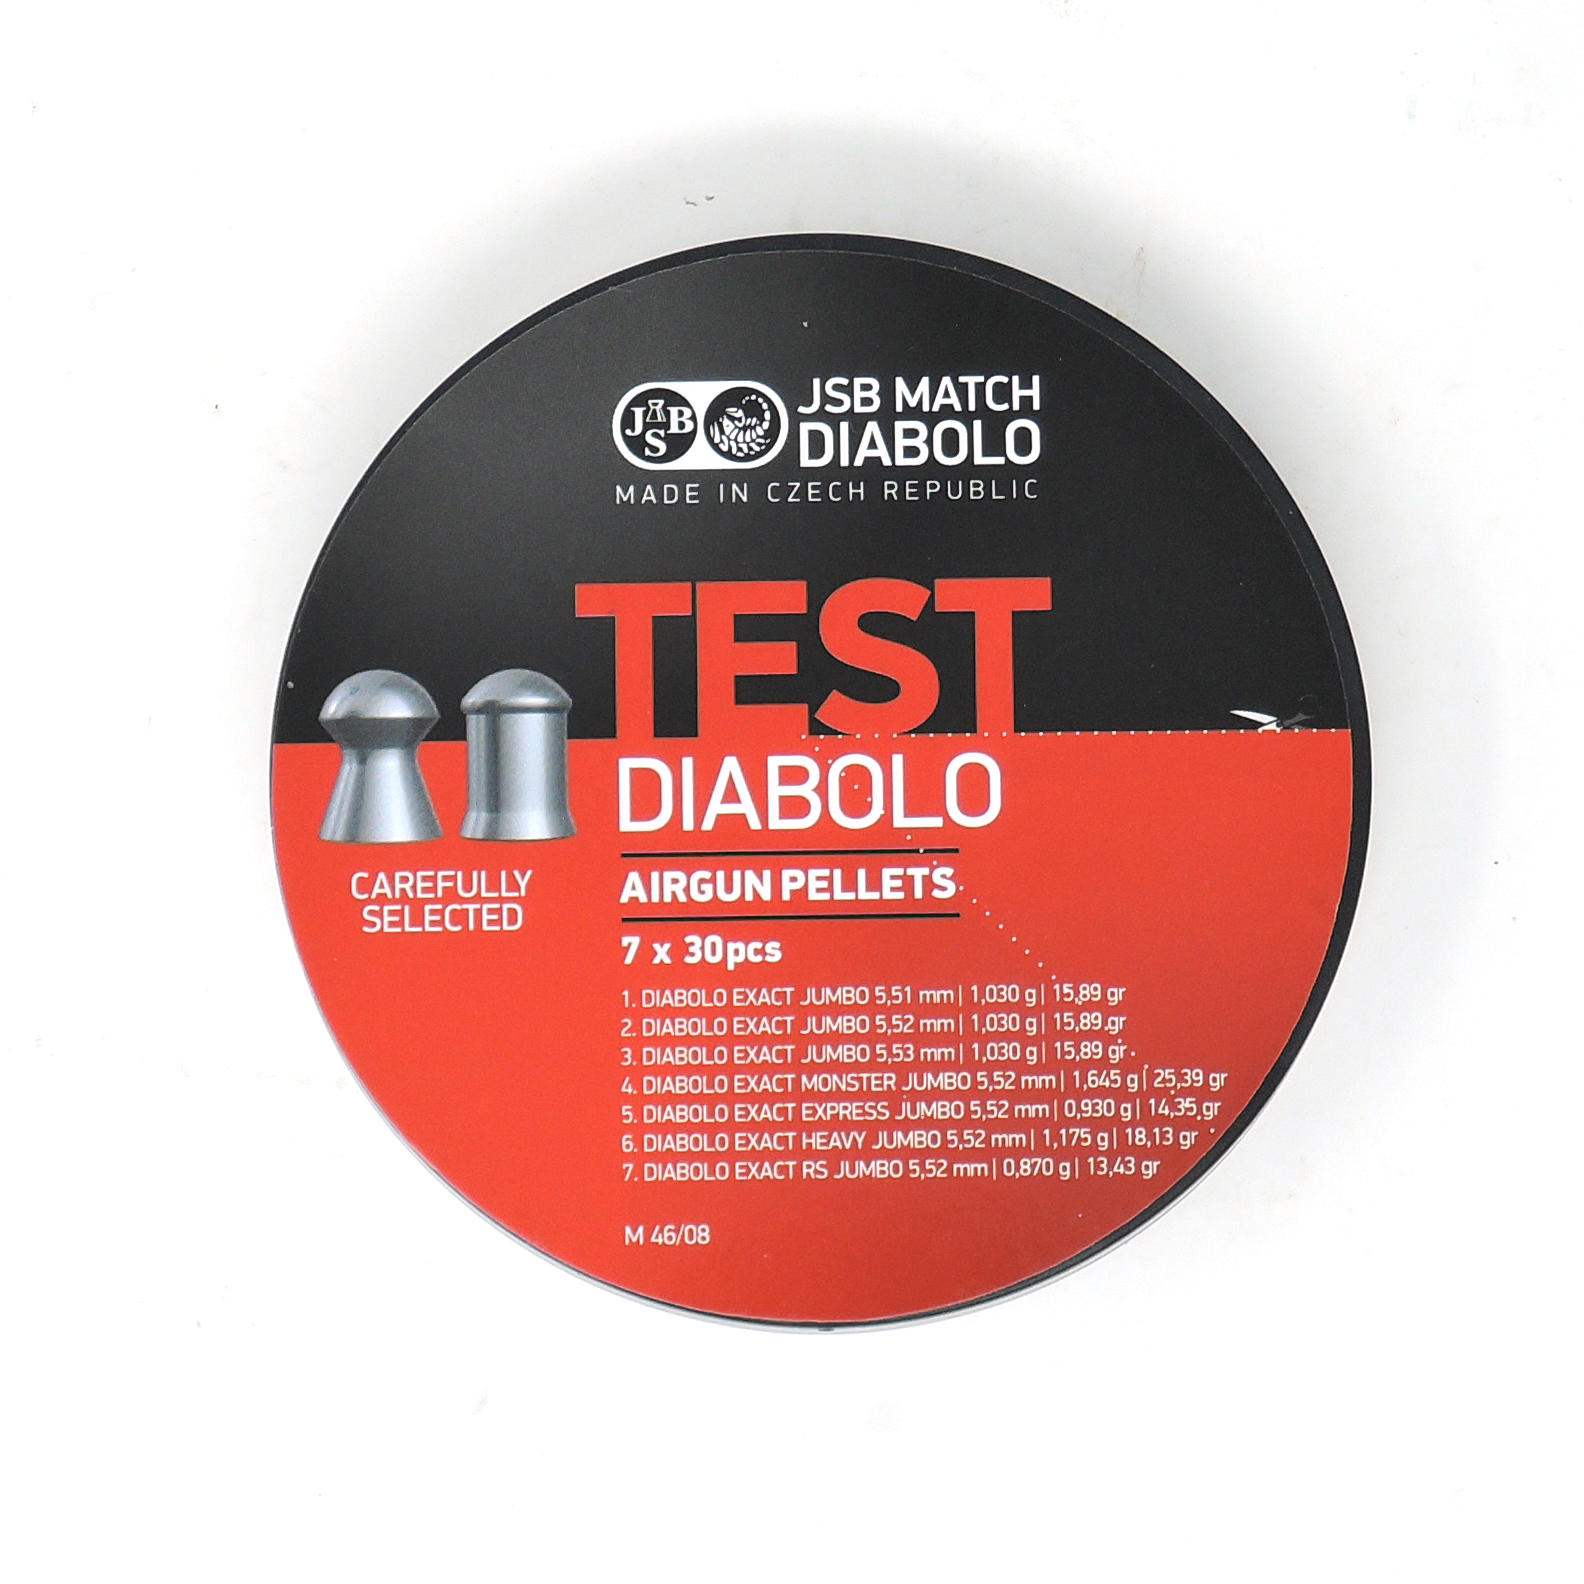 JSB
JSB MATCH
DIABOLO
MADE IN CZECH REPUBLIC
TEST
DIABOLO
AIRGUN PELLETS
CAREFULLY
SELECTED
7 x 30pcs
1. DIABOLO EXACT JUMBO 5,51 mm | 1,030 g | 15,89 gr
2. DIABOLO EXACT JUMBO 5,52 mm | 1,030 g | 15,89 gr
3. DIABOLO EXACT JUMBO 5,53 mm | 1,030 g | 15,89 gr
4. DIABOLO EXACT MONSTER JUMBO 5,52 mm | 1,645 g | 25,39 gr
5. DIABOLO EXACT EXPRESS JUMBO 5,52 mm | 0,930 g | 14,35 gr
6. DIABOLO EXACT HEAVY JUMBO 5,52 mm | 1,175 g | 18,13 gr
7. DIABOLO EXACT RS JUMBO 5,52 mm | 0,870 g | 13,43 gr
M 46/08